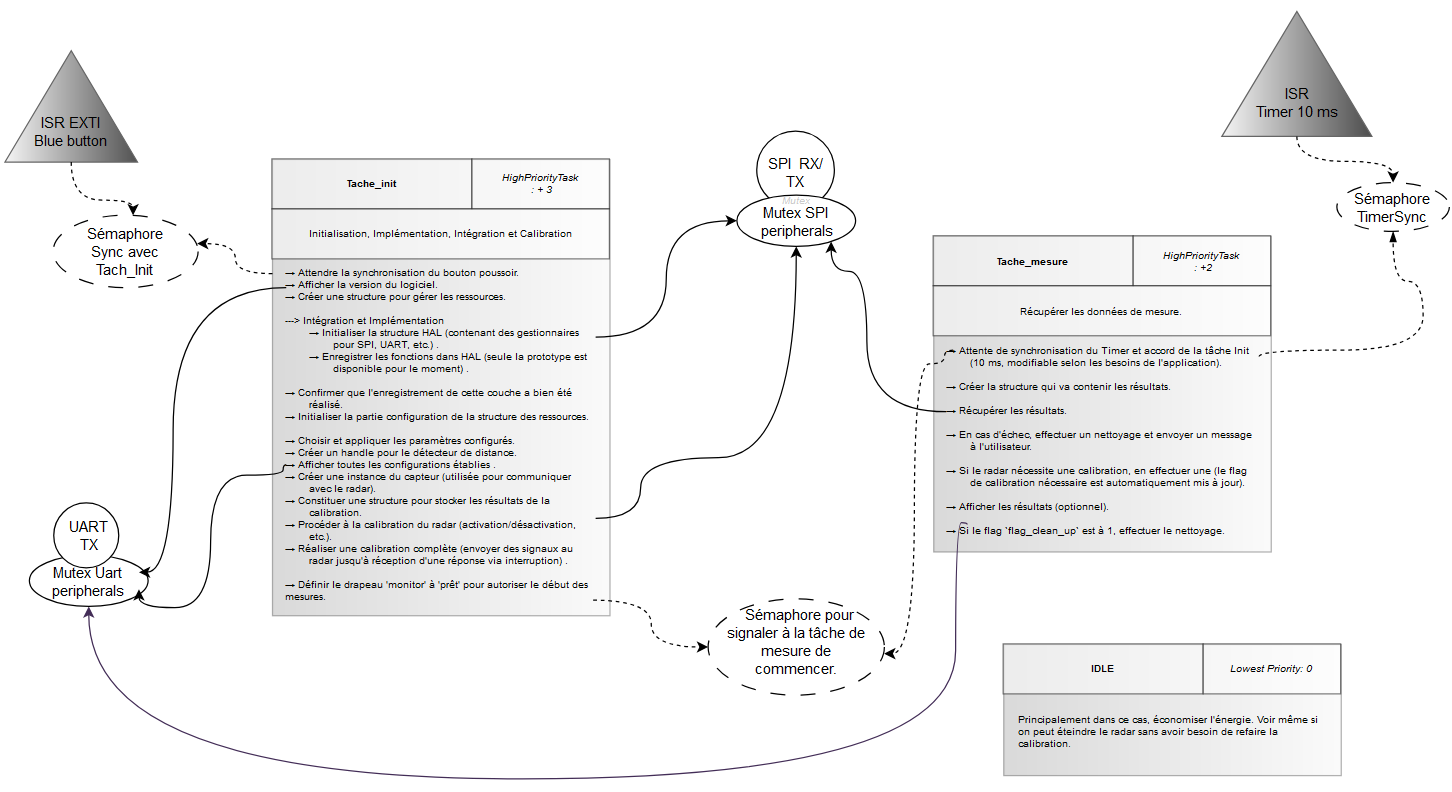 ISR EXTI
Blue button
Sémaphore
Sync avec
Tach_Init
Tache_init
HighPriorityTask
: + 3
Initialisation, Implémentation, Intégration et Calibration
→ Attendre la synchronisation du bouton poussoir.
→ Afficher la version du logiciel.
→ Créer une structure pour gérer les ressources.
---> Intégration et Implémentation
→ Initialiser la structure HAL (contenant des gestionnaires
pour SPI, UART, etc.) .
→ Enregistrer les fonctions dans HAL (seule la prototype est
disponible pour le moment) .
→ Confirmer que l'enregistrement de cette couche a bien été
réalisé.
→ Initialiser la partie configuration de la structure des ressources.
→ Choisir et appliquer les paramètres configurés.
→ Créer un handle pour le détecteur de distance.
→ Afficher toutes les configurations établies .
→ Créer une instance du capteur (utilisée pour communiquer
avec le radar).
→ Constituer une structure pour stocker les résultats de la
calibration.
→ Procéder à la calibration du radar (activation/désactivation,
etc.).
→ Réaliser une calibration complète (envoyer des signaux au
radar jusqu'à réception d'une réponse via interruption) .
→ Définir le drapeau 'monitor' à 'prêt' pour autoriser le début des
mesures.
UART
TX
Mutex Uart
peripherals
SPI RX/
TX
Mutex
Mutex SPI
peripherals
Sémaphore pour
signaler à la tâche de
mesure de
commencer.
ISR
Timer 10 ms
Sémaphore
TimerSync
Tache_mesure
HighPriorityTask
: +2
Récupérer les données de mesure.
→ Attente de synchronisation du Timer et accord de la tâche Init
(10 ms, modifiable selon les besoins de l'application).
→ Créer la structure qui va contenir les résultats.
→ Récupérer les résultats.
→ En cas d'échec, effectuer un nettoyage et envoyer un message
à l'utilisateur.
→ Si le radar nécessite une calibration, en effectuer une (le flag
de calibration nécessaire est automatiquement mis à jour).
→ Afficher les résultats (optionnel).
→ Si le flag `flag_clean_up` est à 1, effectuer le nettoyage.
IDLE
Lowest Priority: 0
Principalement dans ce cas, économiser l'énergie. Voir même si
on peut éteindre le radar sans avoir besoin de refaire la
calibration.